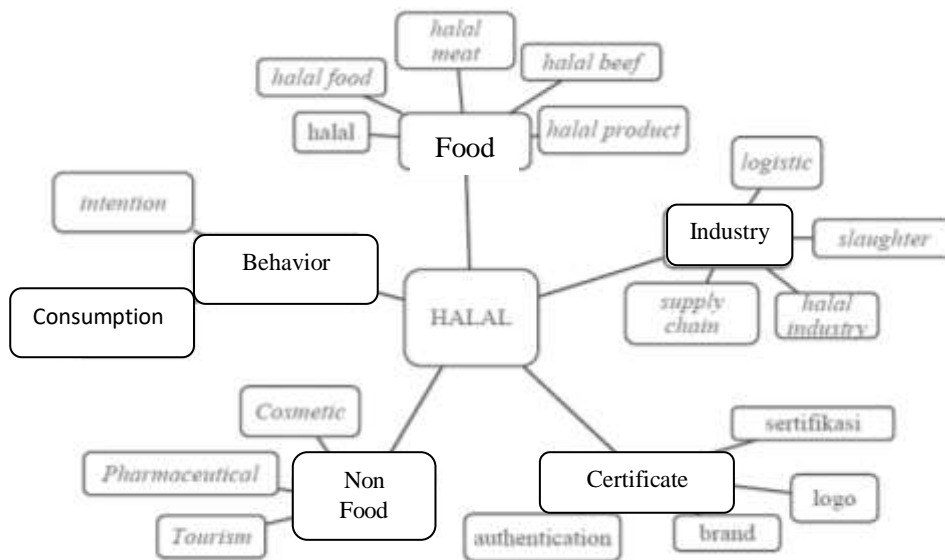 halal
meat
halal food
halal beef
halal
Food
halal product
logistic
intention
Industry
slaughter
Behavior
supply
chain
halal
industry
Consumption
HALAL
Cosmetic
sertifikasi
Pharmaceutical
Non
Food
Certificate
logo
Tourism
authentication
brand